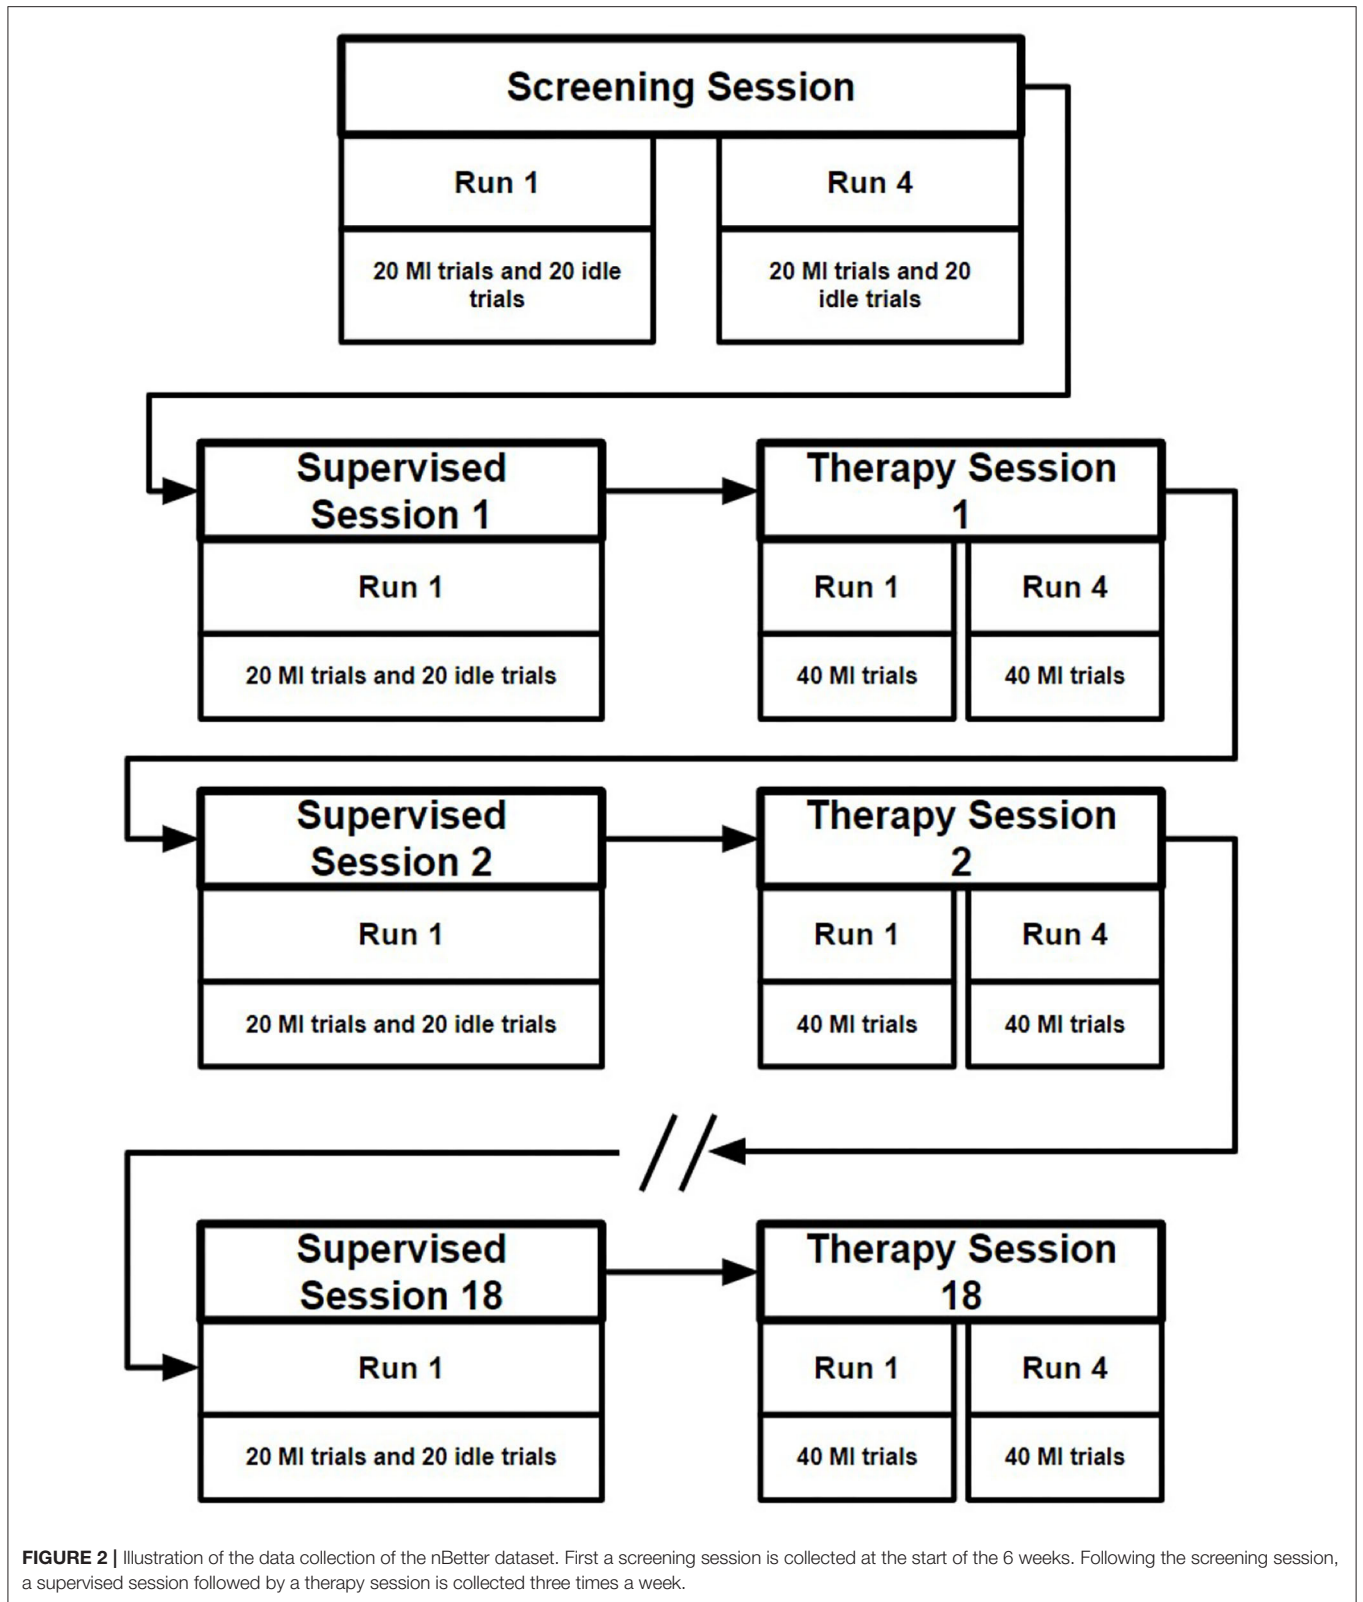 Screening Session
Run 1
Run 4
20 MI trials and 20 idle
trials
20 MI trials and 20
idle trials
Supervised
Session 1
Therapy Session
1
Run 1
Run 1
Run 4
20 MI trials and 20 idle trials
40 MI trials
40 MI trials
Supervised
Session 2
Therapy Session
2
Run 1
Run 1
Run 4
20 MI trials and 20 idle trials
40 MI trials
40 MI trials
Supervised
Session 18
Therapy Session
18
Run 1
Run 1
Run 4
20 MI trials and 20 idle trials
40 MI trials
40 MI trials
FIGURE 2 | Illustration of the data collection of the nBetter dataset. First a screening session is collected at the start of the 6 weeks. Following the screening session,
a supervised session followed by a therapy session is collected three times a week.